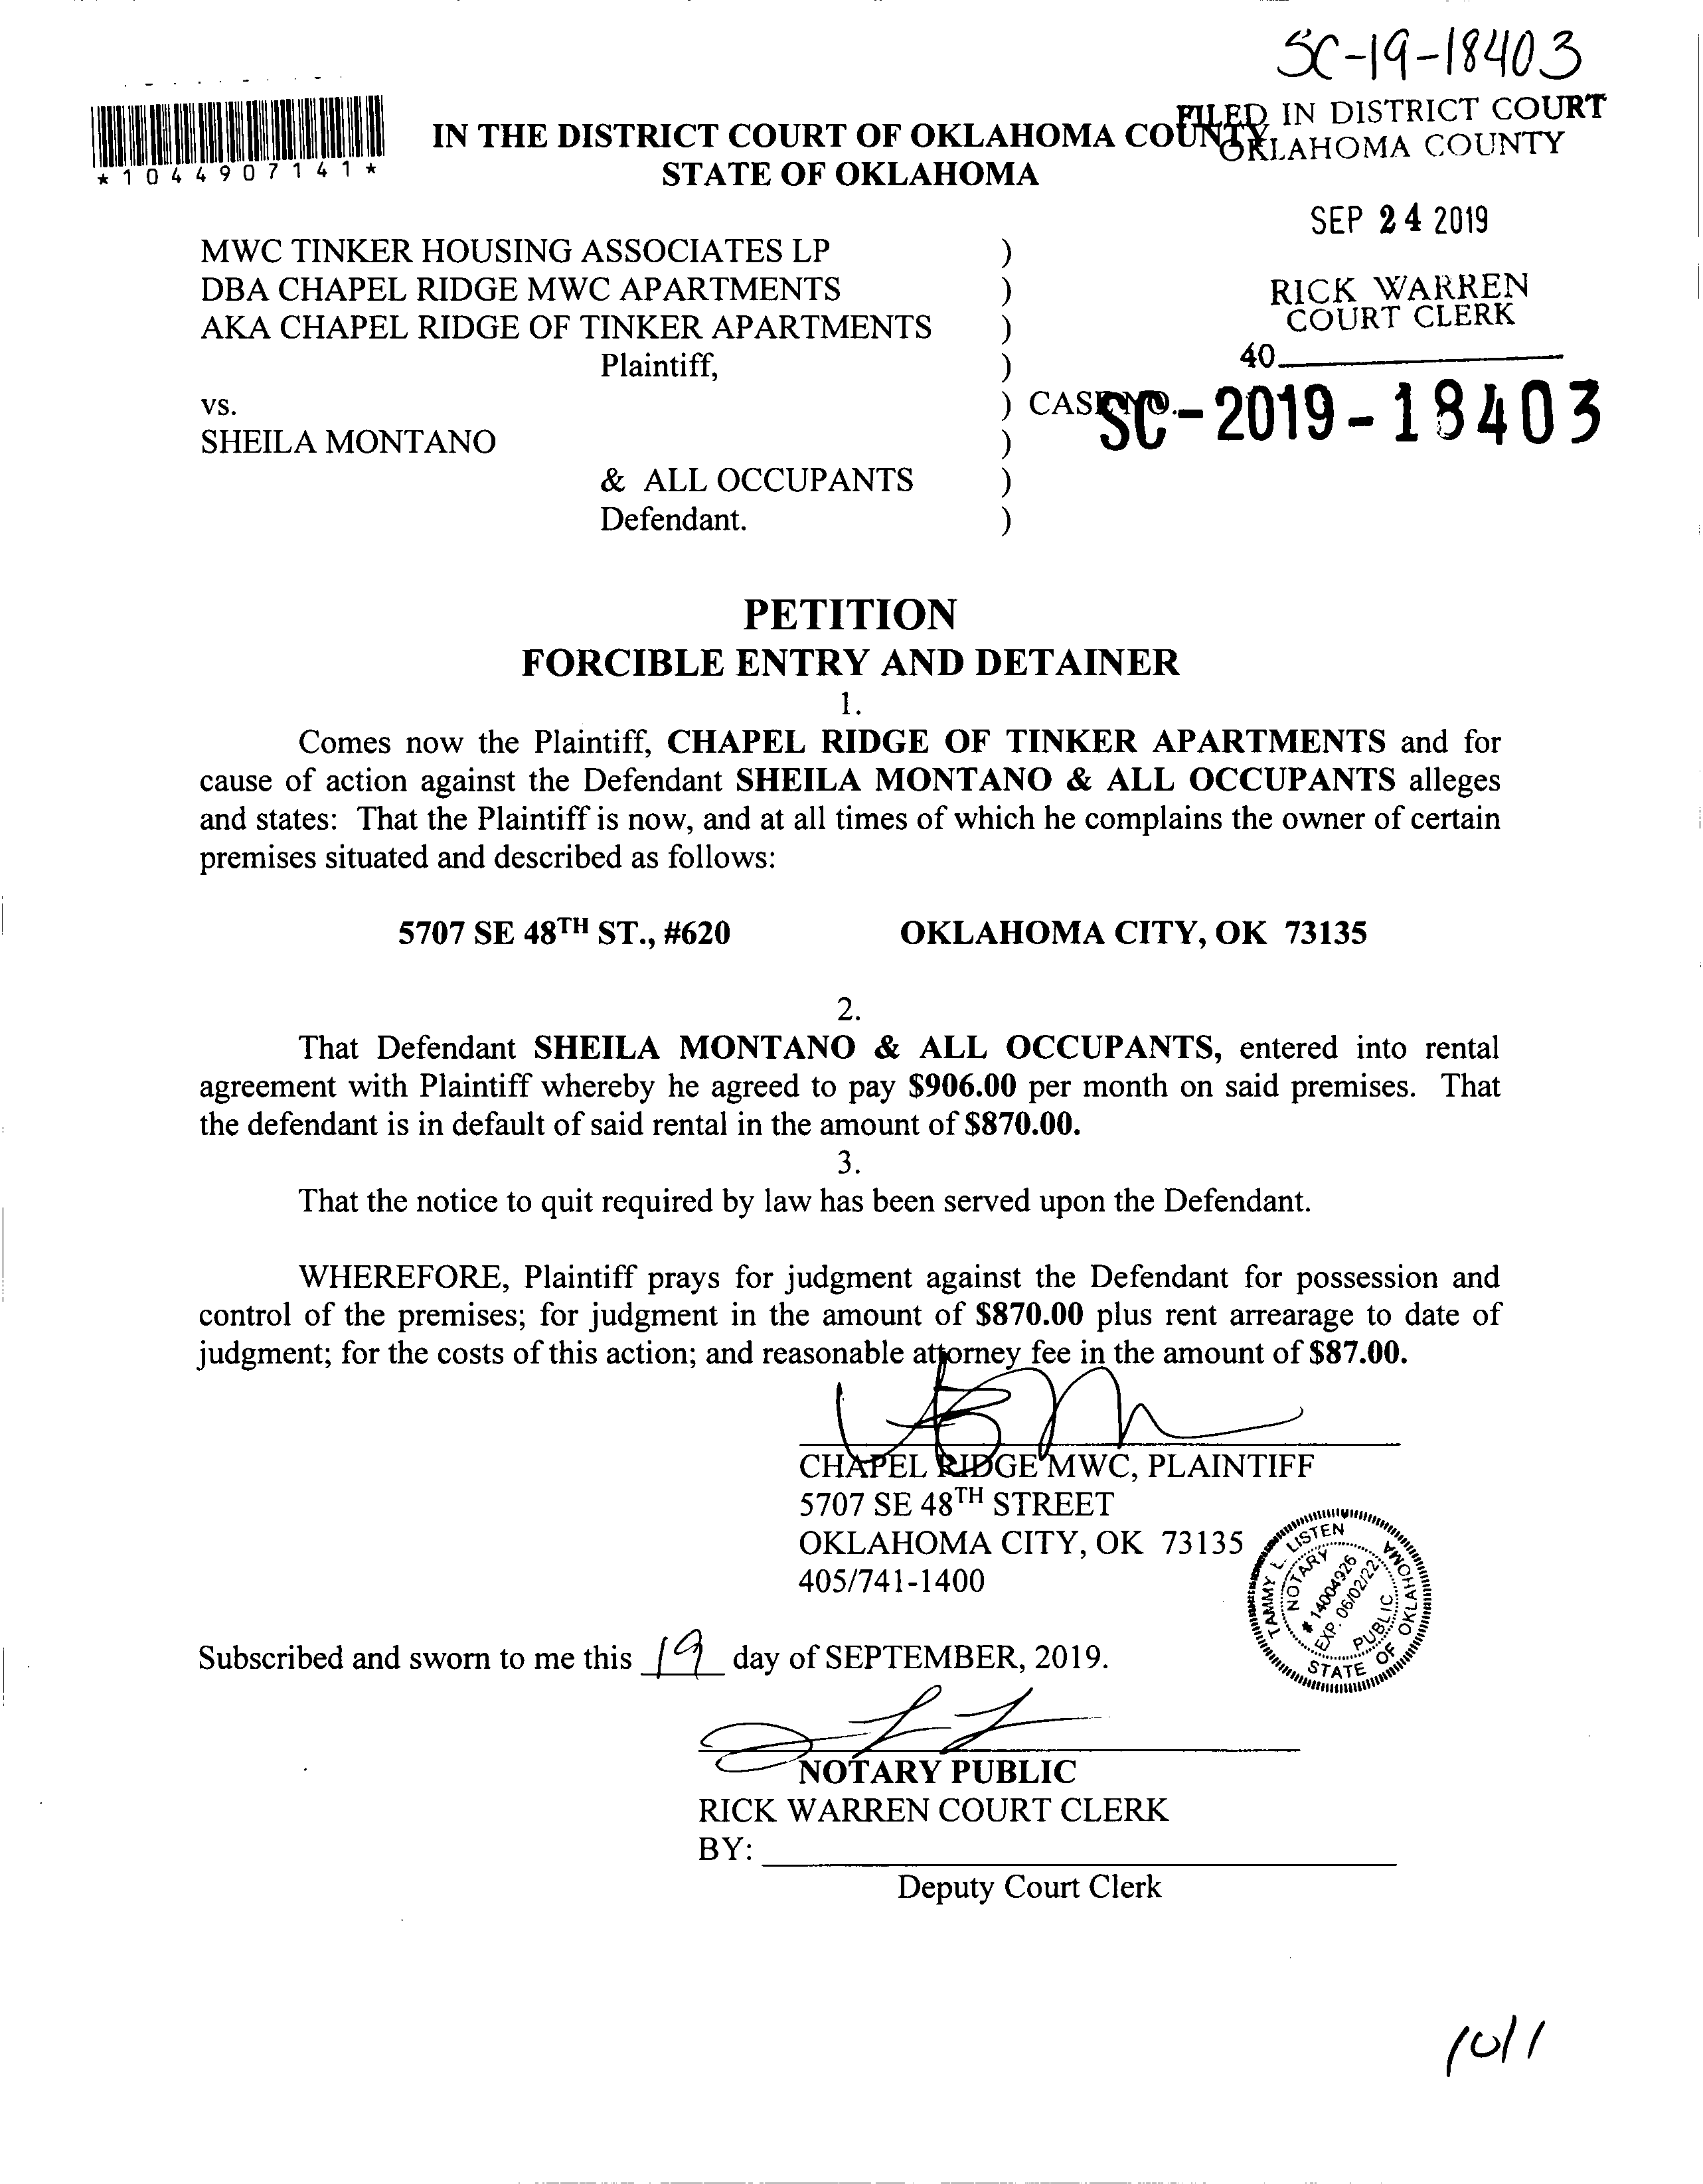 SC-19-18403
FILED IN DISTRICT COURT
OKLAHOMA COUNTY
*1044907141*
IN THE DISTRICT COURT OF OKLAHOMA COUNTY
STATE OF OKLAHOMA
SEP 24 2019
RICK WARREN
COURT CLERK
40
MWC TINKER HOUSING ASSOCIATES LP )
DBA CHAPEL RIDGE MWC APARTMENTS )
AKA CHAPEL RIDGE OF TINKER APARTMENTS )
Plaintiff, )
vs. ) CASE NO. SC-2019-18403
SHEILA MONTANO )
& ALL OCCUPANTS )
Defendant. )
PETITION
FORCIBLE ENTRY AND DETAINER
1.
Comes now the Plaintiff, CHAPEL RIDGE OF TINKER APARTMENTS and for
cause of action against the Defendant SHEILA MONTANO & ALL OCCUPANTS alleges
and states: That the Plaintiff is now, and at all times of which he complains the owner of certain
premises situated and described as follows:
5707 SE 48TH ST., #620 OKLAHOMA CITY, OK 73135
2.
That Defendant SHEILA MONTANO & ALL OCCUPANTS, entered into rental
agreement with Plaintiff whereby he agreed to pay $906.00 per month on said premises. That
the defendant is in default of said rental in the amount of $870.00.
3.
That the notice to quit required by law has been served upon the Defendant.
WHEREFORE, Plaintiff prays for judgment against the Defendant for possession and
control of the premises; for judgment in the amount of $870.00 plus rent arrearage to date of
judgment; for the costs of this action; and reasonable attorney fee in the amount of $87.00.
CHAPEL RIDGE MWC, PLAINTIFF
5707 SE 48TH STREET
OKLAHOMA CITY, OK 73135
405/741-1400
TAMMY L. LISTEN
NOTARY
# 14004926
EXP. 06/02/22
PUBLIC
STATE OF OKLAHOMA
Subscribed and sworn to me this 19 day of SEPTEMBER, 2019.
NOTARY PUBLIC
RICK WARREN COURT CLERK
BY:
Deputy Court Clerk
10/1